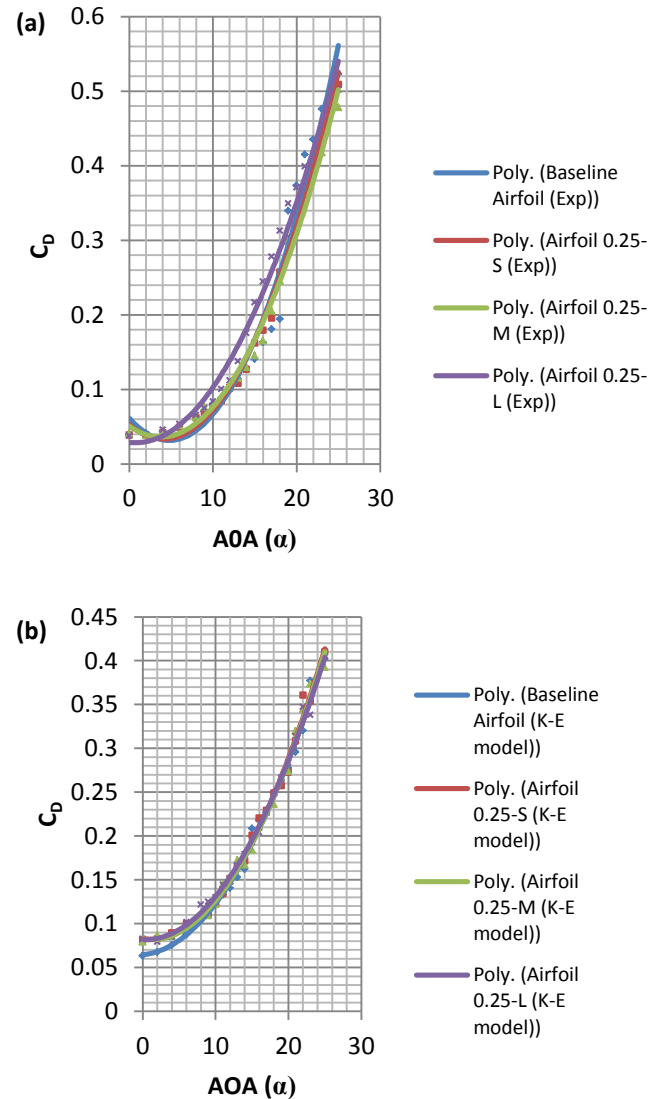 (a)
0.6
0.5
0.4
0.3
0.2
0.1
0
C_D
0 10 20 30
A0A (α)
Poly. (Baseline
Airfoil (Exp))
Poly. (Airfoil 0.25-
S (Exp))
Poly. (Airfoil 0.25-
M (Exp))
Poly. (Airfoil 0.25-
L (Exp))
(b)
0.45
0.4
0.35
0.3
0.25
0.2
0.15
0.1
0.05
0
C_D
0 10 20 30
AOA (α)
Poly. (Baseline
Airfoil (K-E
model))
Poly. (Airfoil
0.25-S (K-E
model))
Poly. (Airfoil
0.25-M (K-E
model))
Poly. (Airfoil
0.25-L (K-E
model))